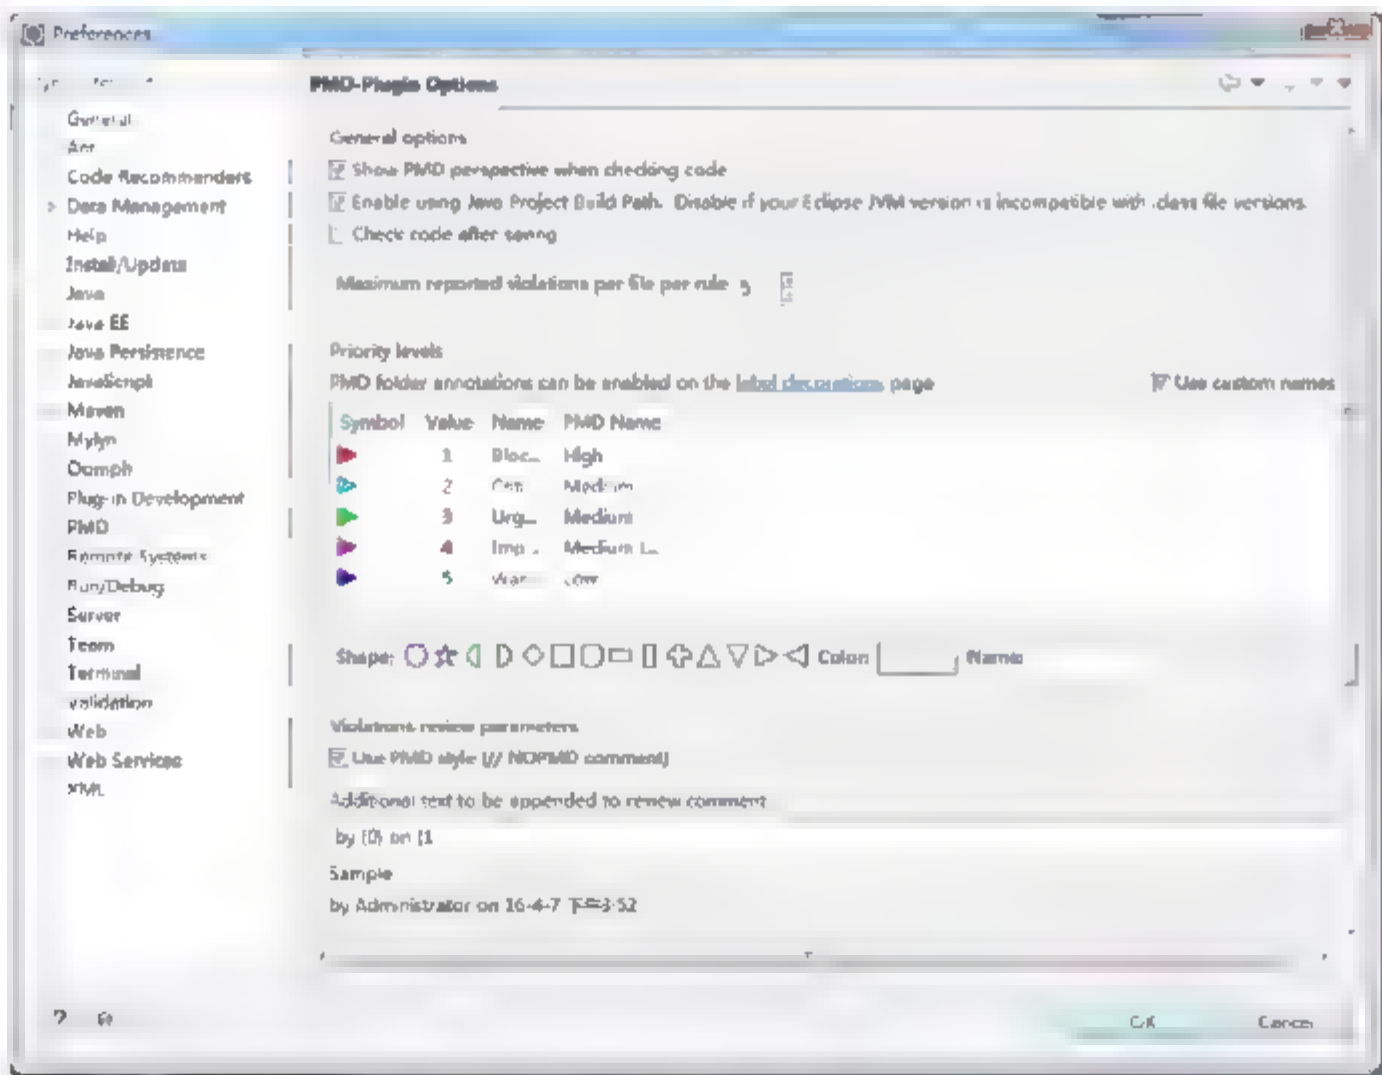 Preferences
PMD-Plugin Options
General
Ant
Code Recommenders
Data Management
Help
Install/Update
Java
Java EE
Java Persistence
JavaScript
Maven
Mylyn
Oomph
Plug-in Development
PMD
Remote Systems
Run/Debug
Server
Team
Terminal
Validation
Web
Web Services
XML
General options
Show PMD perspective when checking code
Enable using Java Project Build Path. Disable if your Eclipse JVM version is incompatible with .class file versions.
Check code after saving
Maximum reported violations per file per rule 5
Priority levels
PMD folder annotations can be enabled on the label decorations page
Use custom names
Symbol Value Name PMD Name
1 Bloc... High
2 Medium
3 Urg... Medium
4 Imp... Medium L...
5 War... Low
Shape: Color: Name:
Violations review parameters
Use PMD style (// NOPMD comment)
Additional text to be appended to review comment
by {0} on {1
Sample
by Administrator on 16-4-7 下午3:52
OK Cancel